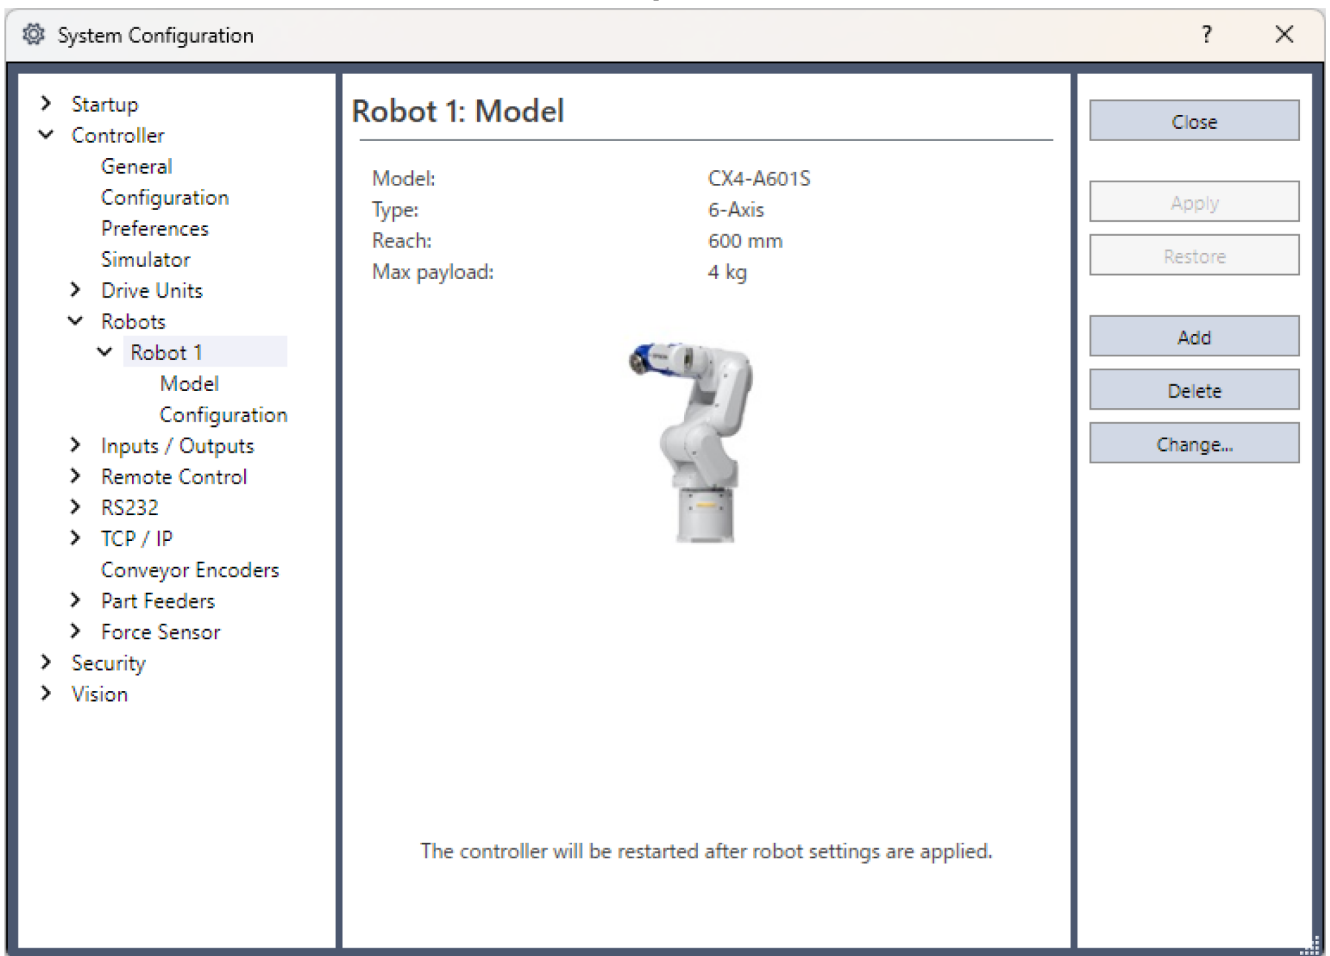 System Configuration
?
Startup
Controller
General
Configuration
Preferences
Simulator
Drive Units
Robots
Robot 1
Model
Configuration
Inputs / Outputs
Remote Control
RS232
TCP / IP
Conveyor Encoders
Part Feeders
Force Sensor
Security
Vision
Robot 1: Model
Model: CX4-A601S
Type: 6-Axis
Reach: 600 mm
Max payload: 4 kg
The controller will be restarted after robot settings are applied.
Close
Apply
Restore
Add
Delete
Change...